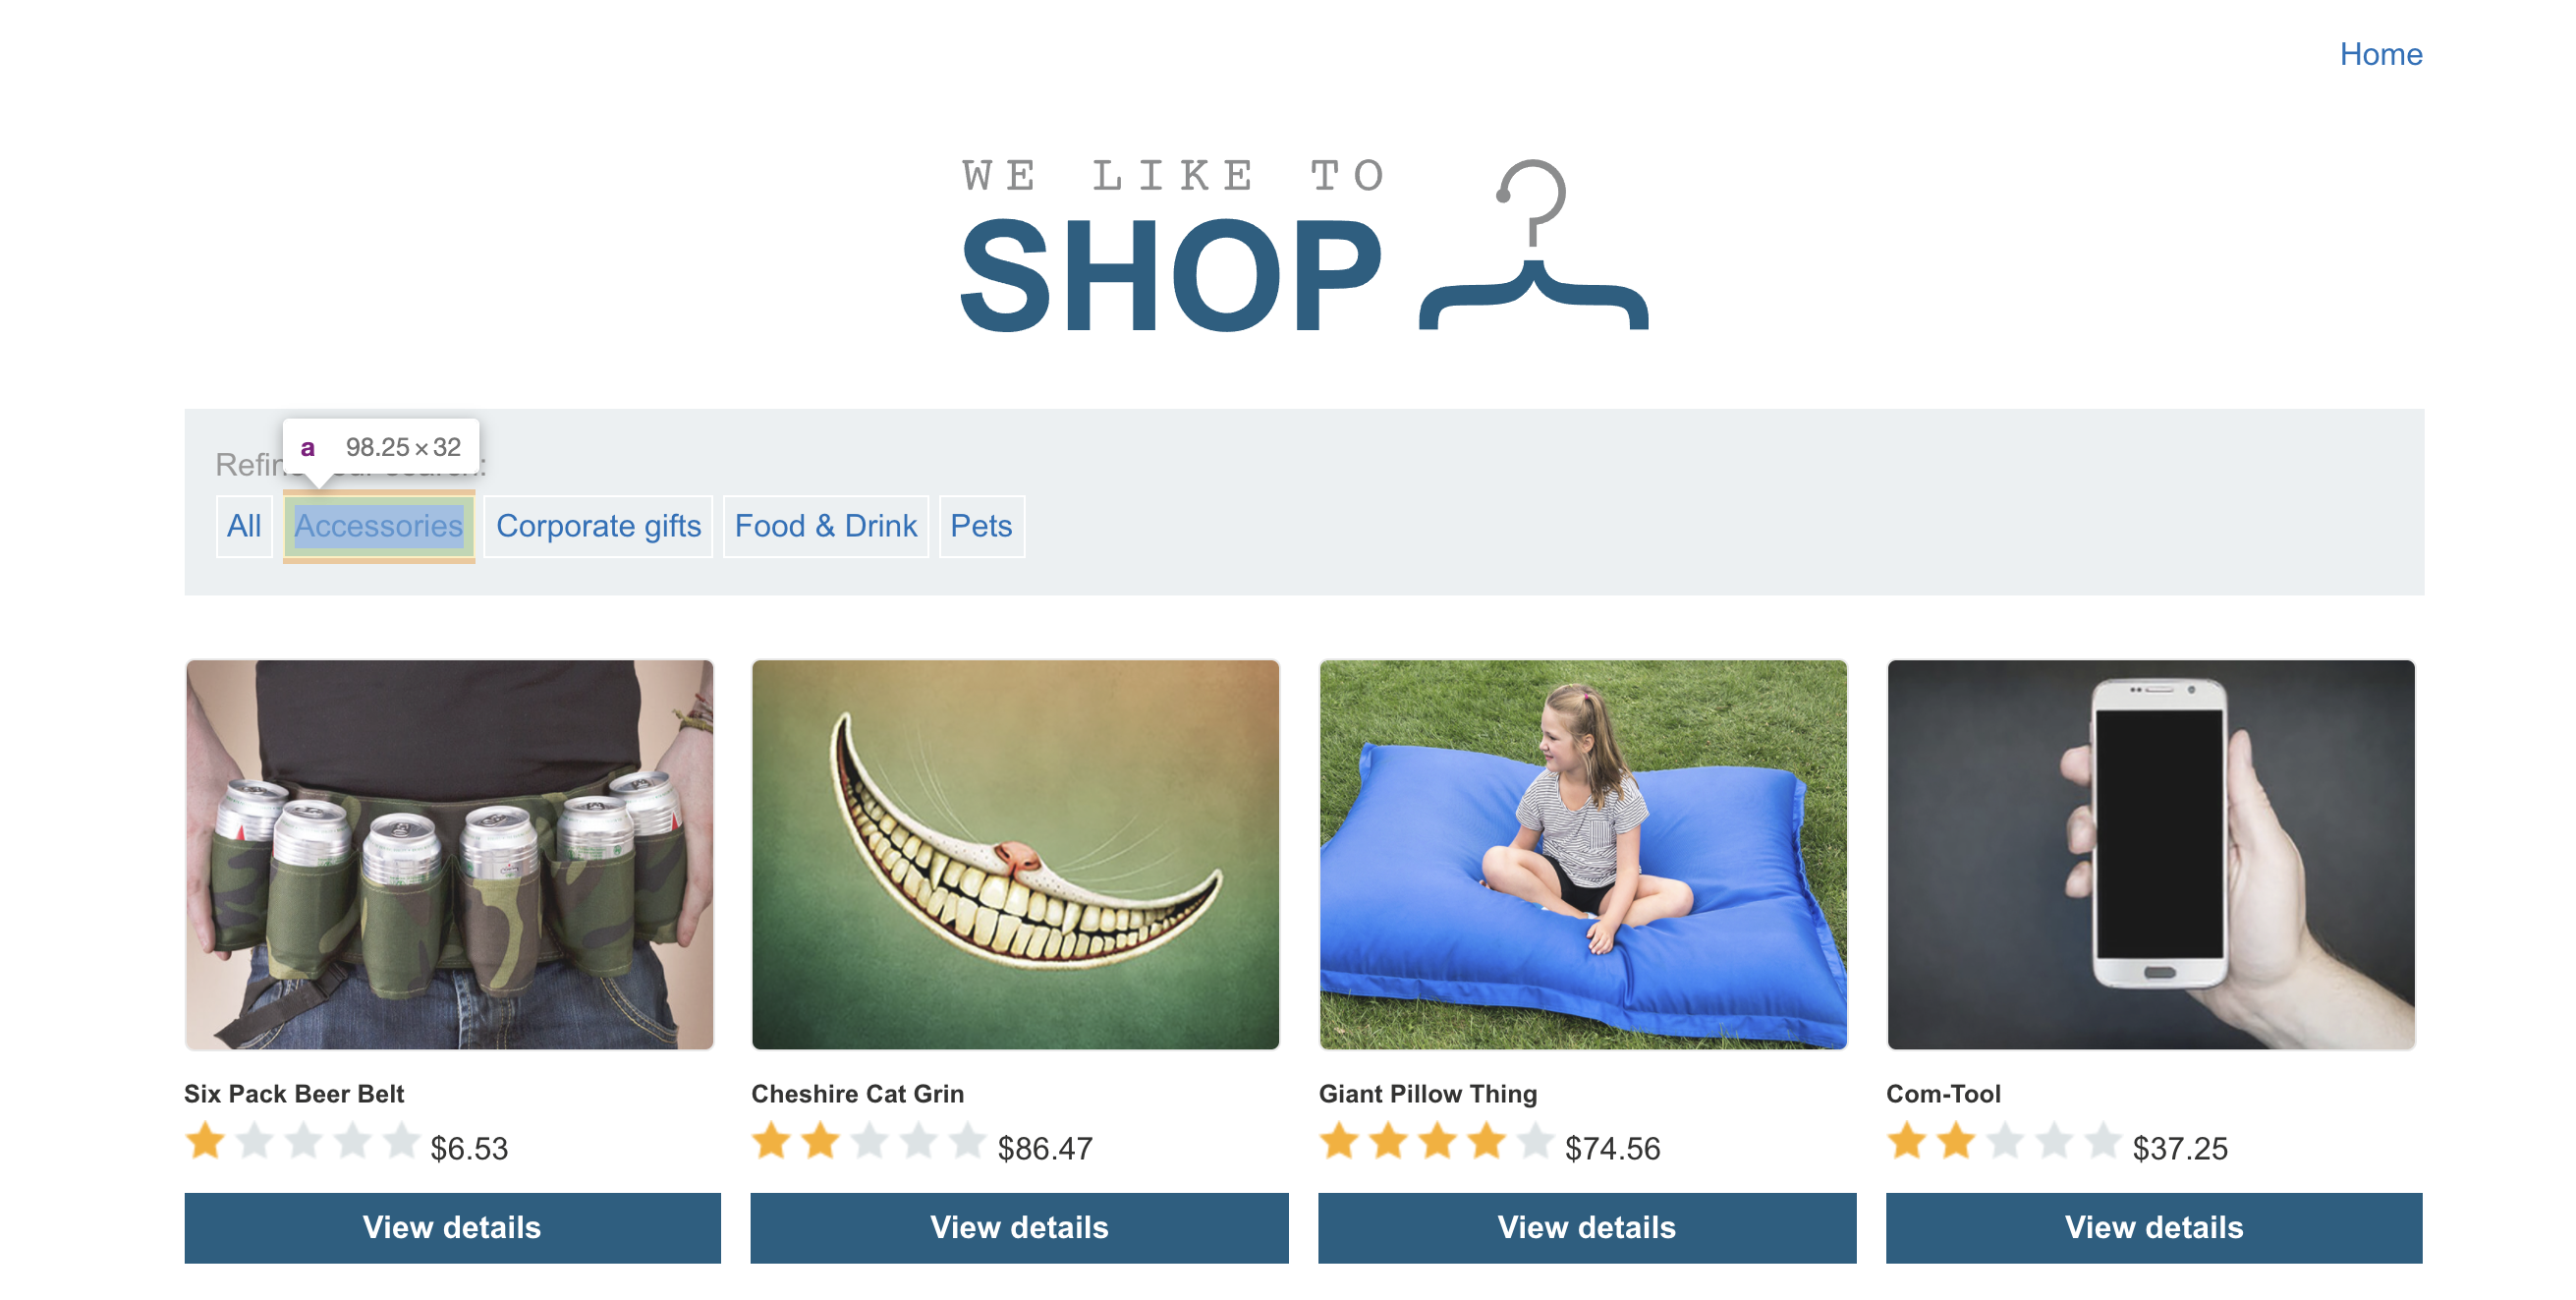 Home
WE LIKE TO
SHOP
a 98.25×32
All Accessories Corporate gifts Food & Drink Pets
Six Pack Beer Belt
$6.53
View details
Cheshire Cat Grin
$86.47
View details
Giant Pillow Thing
$74.56
View details
Com-Tool
$37.25
View details